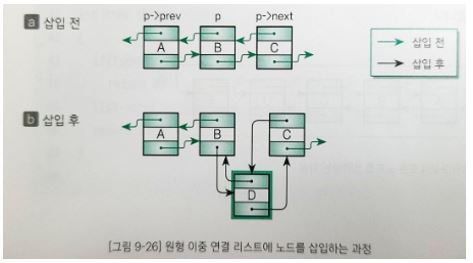 a 삽입 전
p->prev p p->next
A B C
삽입 전
삽입 후
b 삽입 후
A B C
D
[그림 9-26] 원형 이중 연결 리스트에 노드를 삽입하는 과정